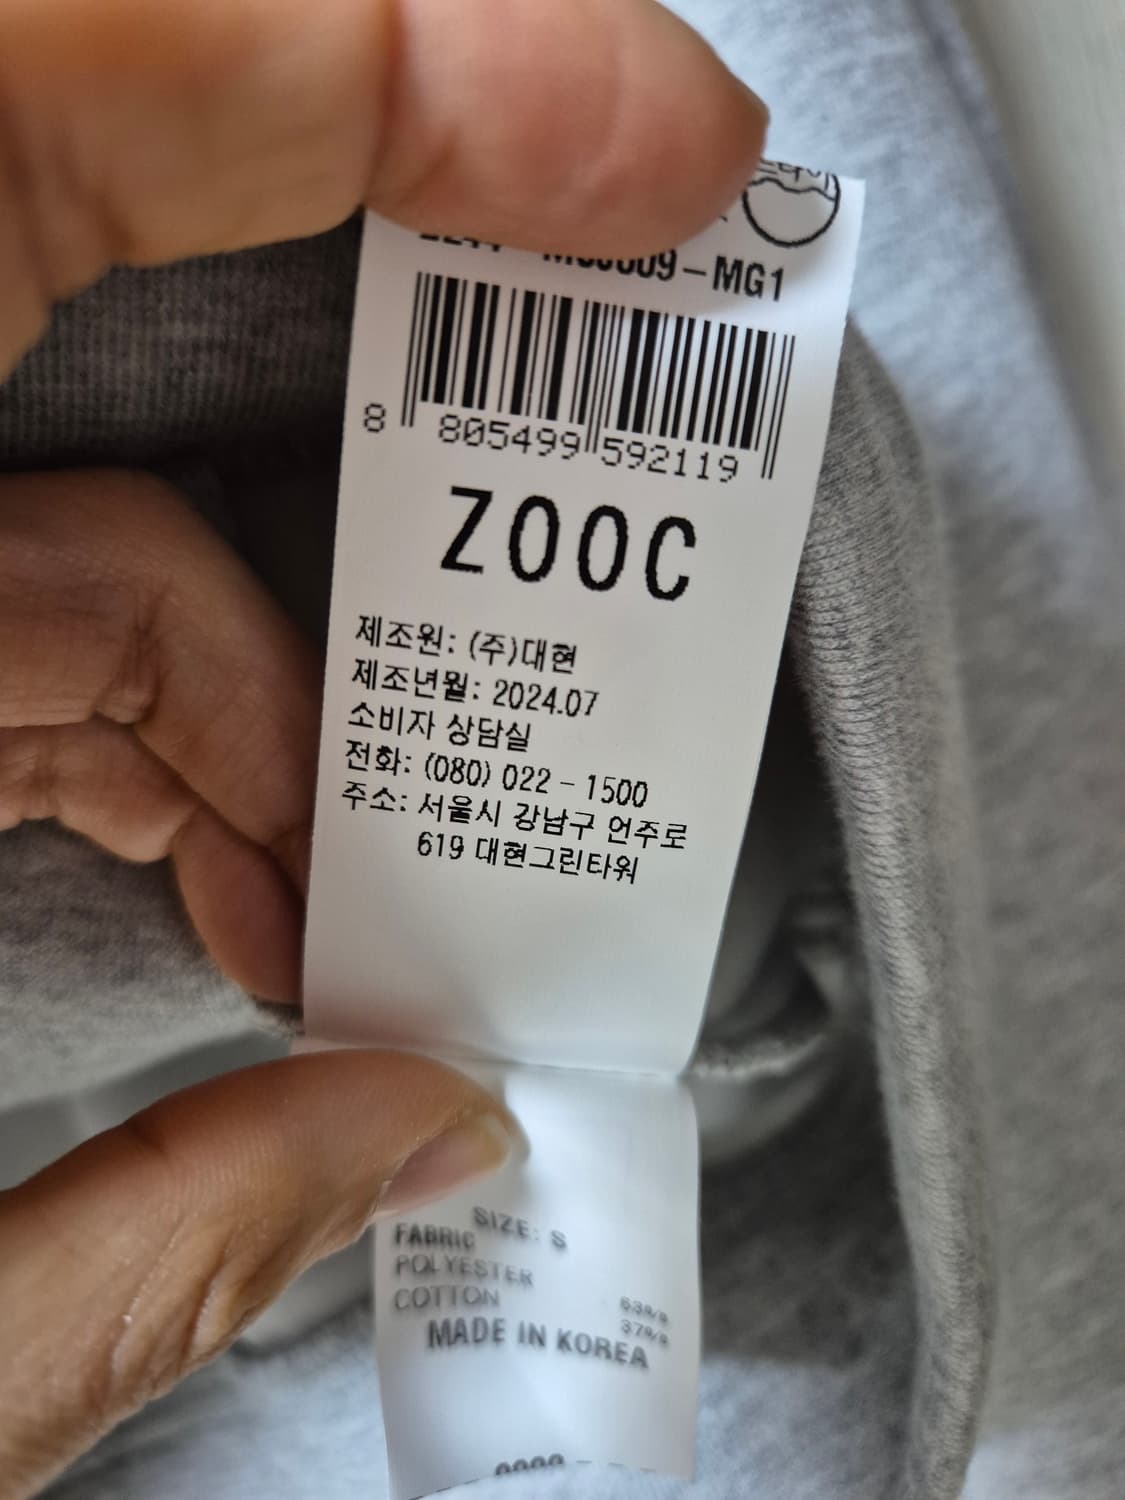 -MG1
8 805499 592119
ZOOC
제조원: (주)대현
제조년월: 2024.07
소비자 상담실
전화: (080) 022-1500
주소: 서울시 강남구 언주로
619 대현그린타워
SIZE: S
FABRIC
POLYESTER 63%
COTTON 37%
MADE IN KOREA